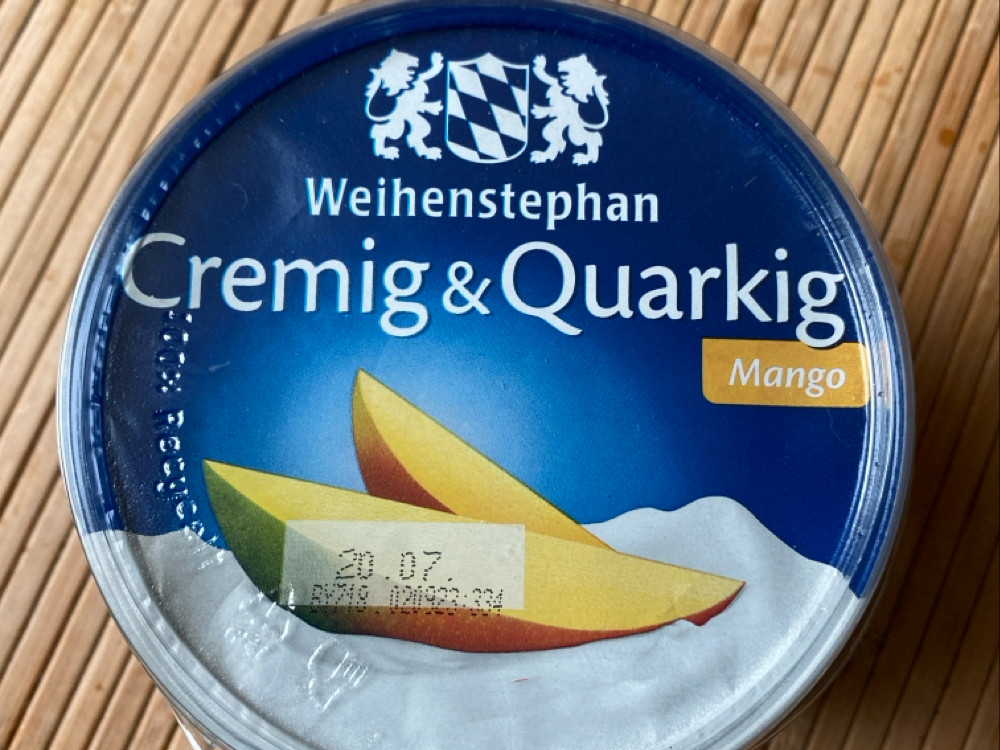 Weihenstephan
Cremig & Quarkig
Mango
20.07.